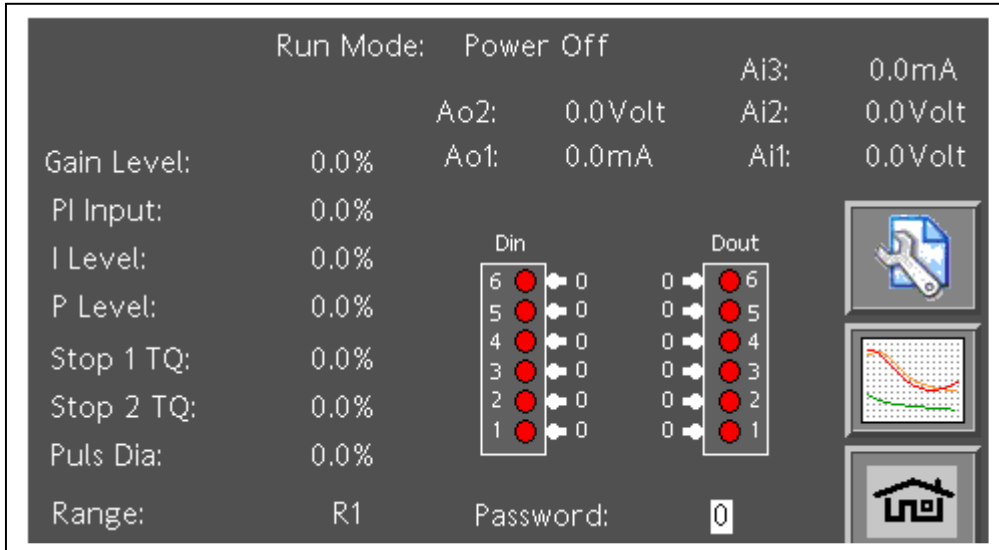 Run Mode: Power Off
Ai3: 0.0mA
Ao2: 0.0Volt Ai2: 0.0Volt
Gain Level: 0.0% Ao1: 0.0mA Ai1: 0.0Volt
PI Input: 0.0%
Din Dout
I Level: 0.0%
6 0 0 6
P Level: 0.0%
5 0 0 5
4 0 0 4
Stop 1 TQ: 0.0%
3 0 0 3
Stop 2 TQ: 0.0%
2 0 0 2
1 0 0 1
Puls Dia: 0.0%
Range: R1 Password: 0